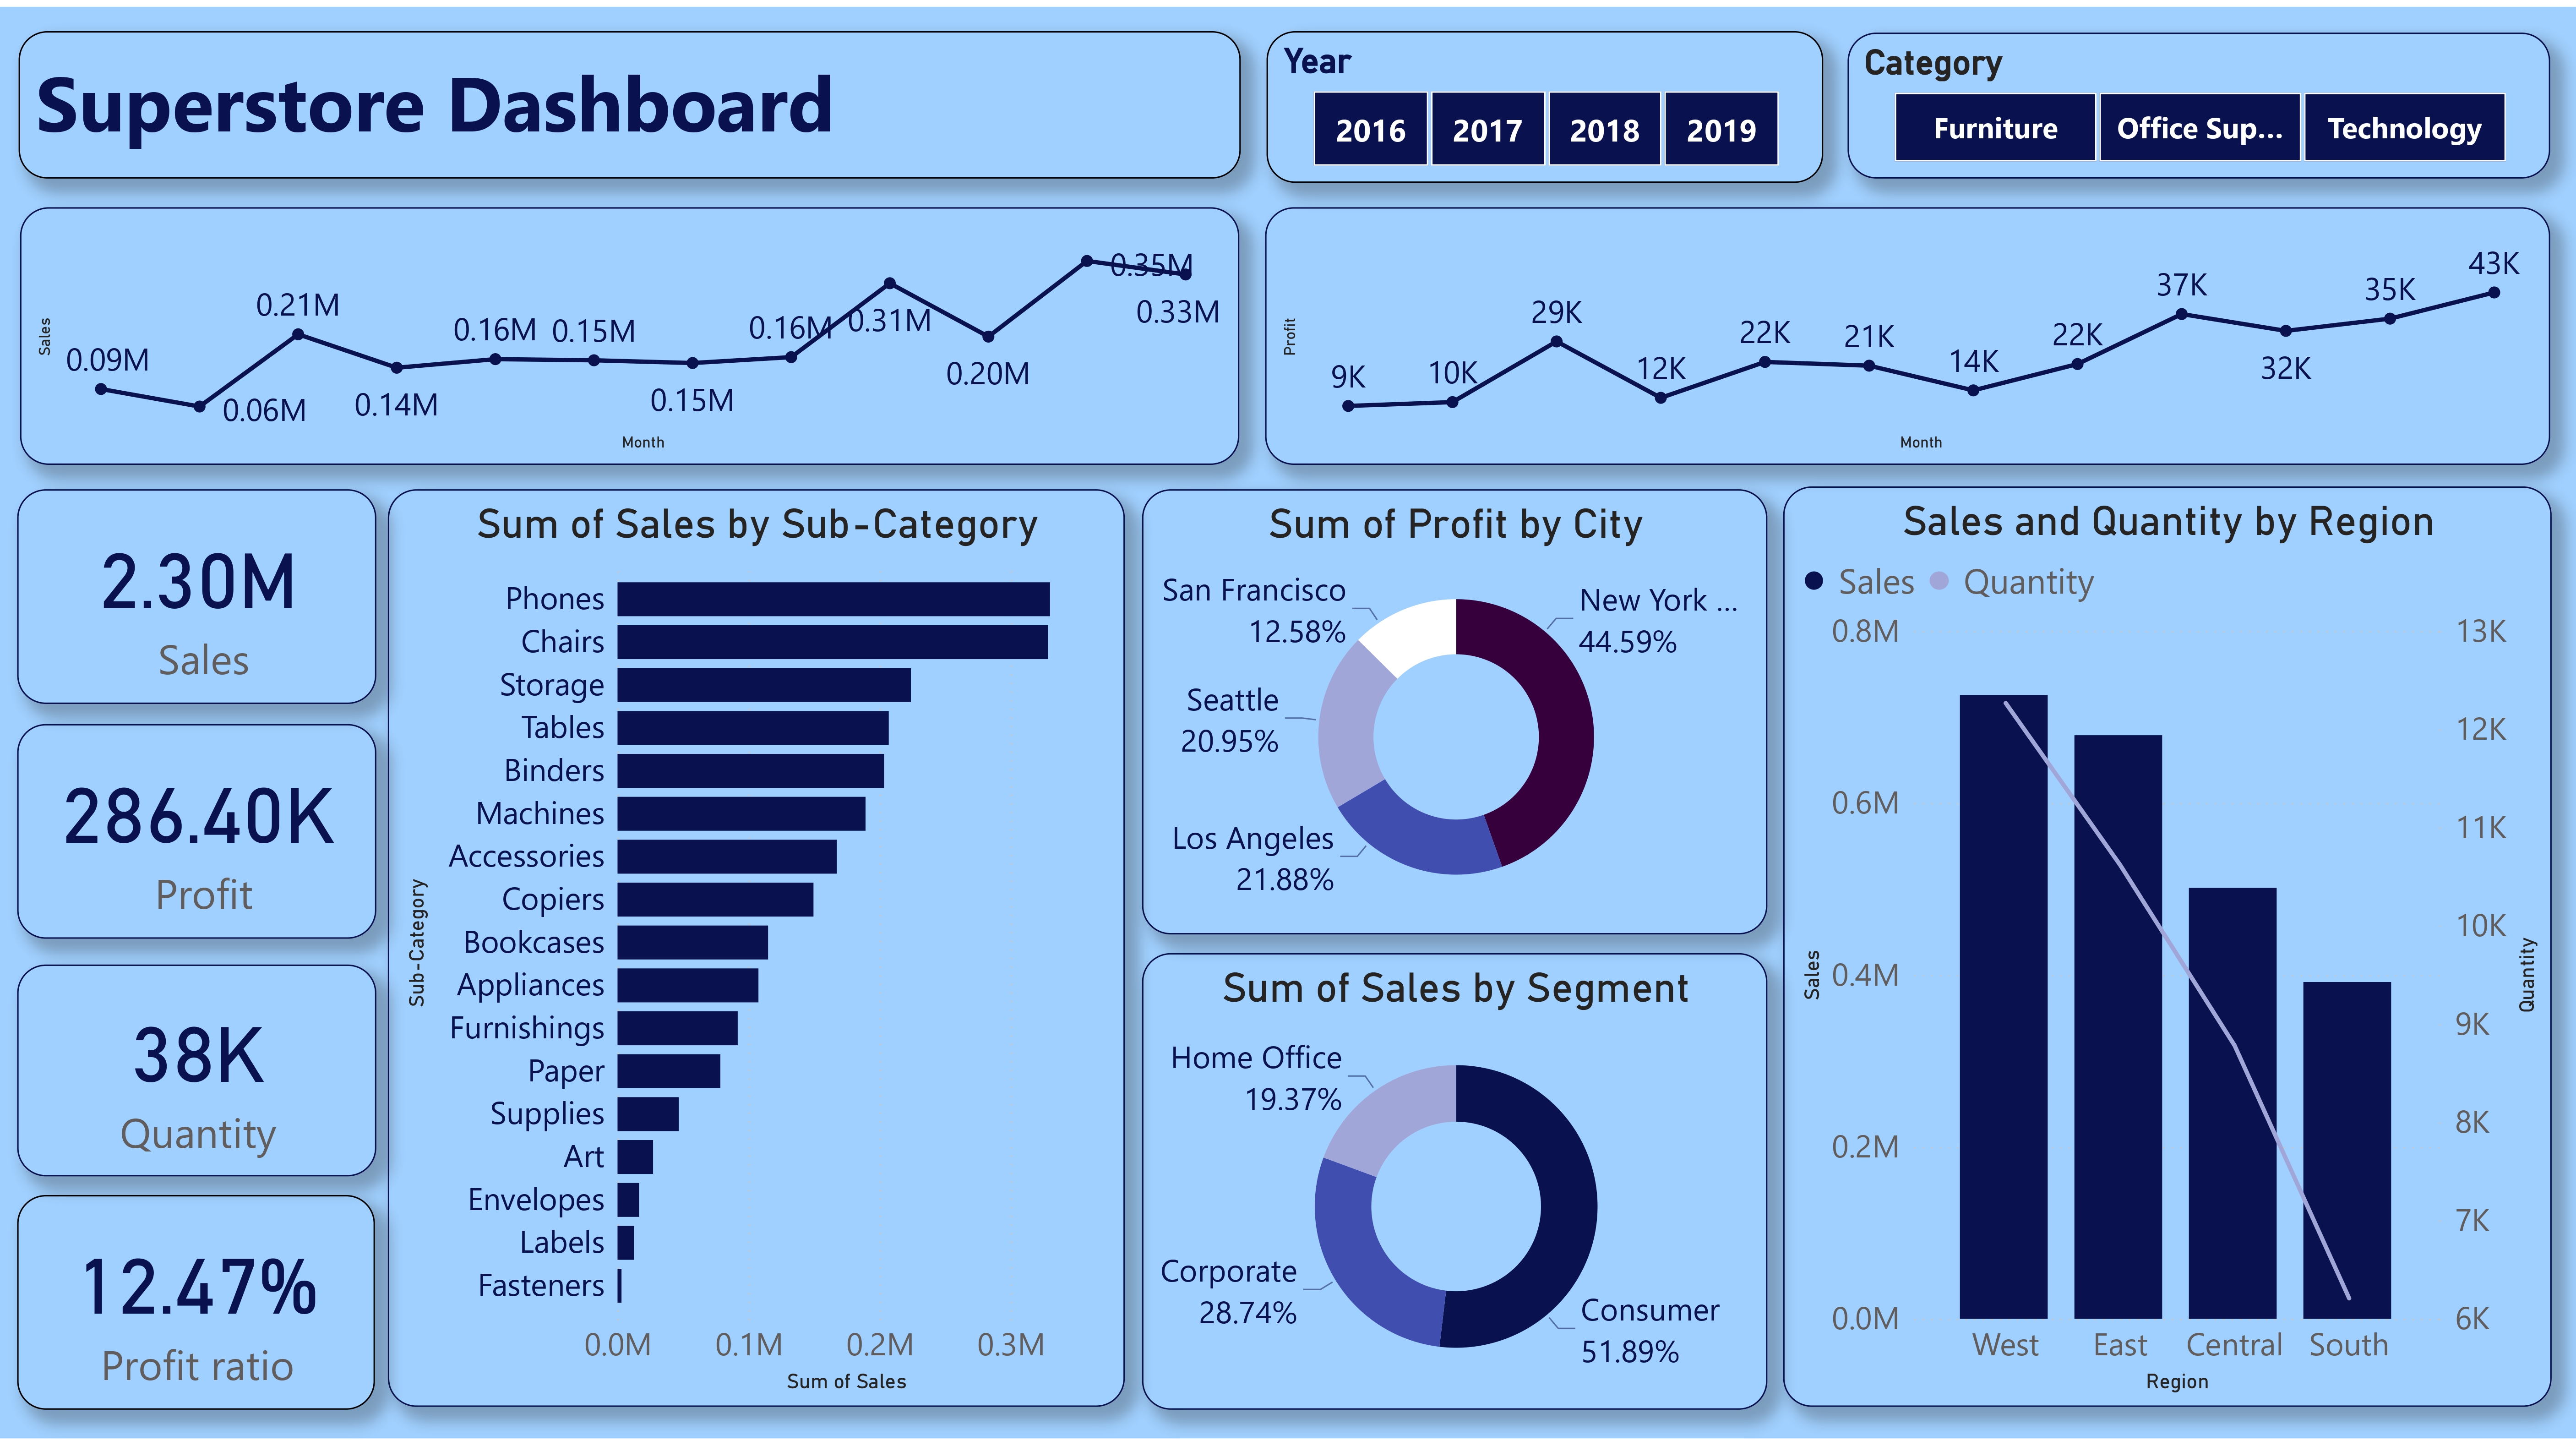 Superstore Dashboard
Year
2016 2017 2018 2019
Category
Furniture Office Sup... Technology
Sales
0.09M
0.06M
0.21M
0.14M
0.16M
0.15M
0.15M
0.16M
0.31M
0.20M
0.35M
0.33M
Month
Profit
9K
10K
29K
12K
22K
21K
14K
22K
37K
32K
35K
43K
Month
2.30M
Sales
286.40K
Profit
38K
Quantity
12.47%
Profit ratio
Sum of Sales by Sub-Category
Sub-Category
Phones
Chairs
Storage
Tables
Binders
Machines
Accessories
Copiers
Bookcases
Appliances
Furnishings
Paper
Supplies
Art
Envelopes
Labels
Fasteners
0.0M 0.1M 0.2M 0.3M
Sum of Sales
Sum of Profit by City
San Francisco
12.58%
New York ...
44.59%
Seattle
20.95%
Los Angeles
21.88%
Sum of Sales by Segment
Home Office
19.37%
Corporate
28.74%
Consumer
51.89%
Sales and Quantity by Region
Sales Quantity
0.8M
0.6M
0.4M
0.2M
0.0M
Sales
13K
12K
11K
10K
9K
8K
7K
6K
Quantity
West East Central South
Region